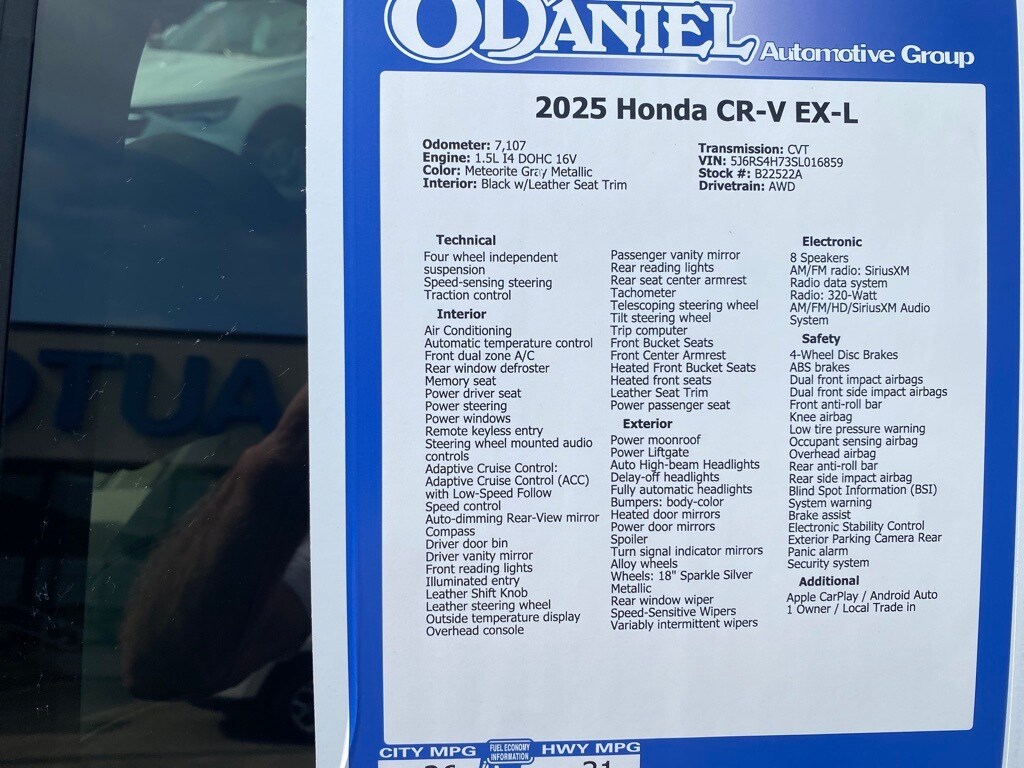 O'DANIEL
Automotive Group
2025 Honda CR-V EX-L
Odometer: 7,107
Engine: 1.5L I4 DOHC 16V
Color: Meteorite Gray Metallic
Interior: Black w/Leather Seat Trim
Transmission: CVT
VIN: 5J6RS4H73SL016859
Stock #: B22522A
Drivetrain: AWD
Technical
Four wheel independent
suspension
Speed-sensing steering
Traction control
Interior
Air Conditioning
Automatic temperature control
Front dual zone A/C
Rear window defroster
Memory seat
Power driver seat
Power steering
Power windows
Remote keyless entry
Steering wheel mounted audio
controls
Adaptive Cruise Control:
Adaptive Cruise Control (ACC)
with Low-Speed Follow
Speed control
Auto-dimming Rear-View mirror
Compass
Driver door bin
Driver vanity mirror
Front reading lights
Illuminated entry
Leather Shift Knob
Leather steering wheel
Outside temperature display
Overhead console
Passenger vanity mirror
Rear reading lights
Rear seat center armrest
Tachometer
Telescoping steering wheel
Tilt steering wheel
Trip computer
Front Bucket Seats
Front Center Armrest
Heated Front Bucket Seats
Heated front seats
Leather Seat Trim
Power passenger seat
Exterior
Power moonroof
Power Liftgate
Auto High-beam Headlights
Delay-off headlights
Fully automatic headlights
Bumpers: body-color
Heated door mirrors
Power door mirrors
Spoiler
Turn signal indicator mirrors
Alloy wheels
Wheels: 18" Sparkle Silver
Metallic
Rear window wiper
Speed-Sensitive Wipers
Variably intermittent wipers
Electronic
8 Speakers
AM/FM radio: SiriusXM
Radio data system
Radio: 320-Watt
AM/FM/HD/SiriusXM Audio
System
Safety
4-Wheel Disc Brakes
ABS brakes
Dual front impact airbags
Dual front side impact airbags
Front anti-roll bar
Knee airbag
Low tire pressure warning
Occupant sensing airbag
Overhead airbag
Rear anti-roll bar
Rear side impact airbag
Blind Spot Information (BSI)
System warning
Brake assist
Electronic Stability Control
Exterior Parking Camera Rear
Panic alarm
Security system
Additional
Apple CarPlay / Android Auto
1 Owner / Local Trade in
CITY MPG
FUEL ECONOMY
INFORMATION
HWY MPG